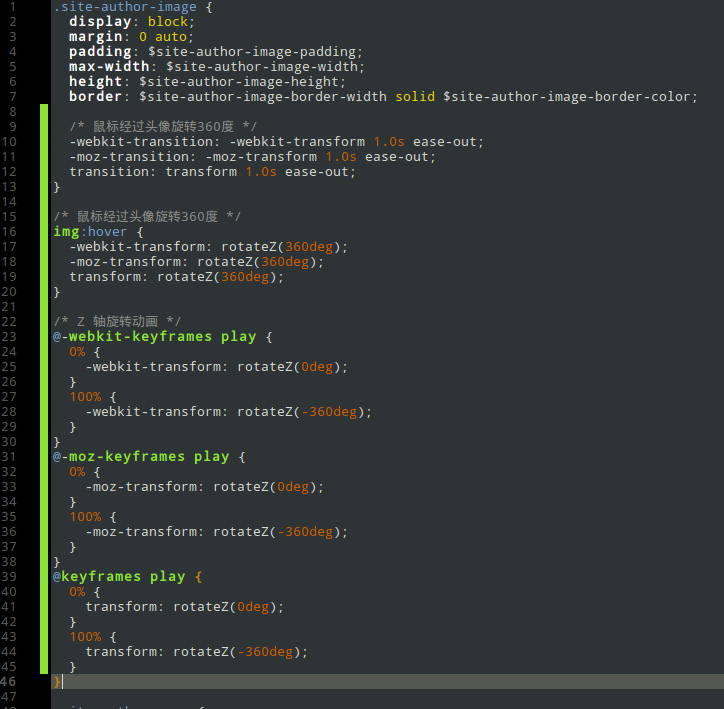 1 .site-author-image {
2 display: block;
3 margin: 0 auto;
4 padding: $site-author-image-padding;
5 max-width: $site-author-image-width;
6 height: $site-author-image-height;
7 border: $site-author-image-border-width solid $site-author-image-border-color;
8
9 /* 鼠标经过头像旋转360度 */
10 -webkit-transition: -webkit-transform 1.0s ease-out;
11 -moz-transition: -moz-transform 1.0s ease-out;
12 transition: transform 1.0s ease-out;
13 }
14
15 /* 鼠标经过头像旋转360度 */
16 img:hover {
17 -webkit-transform: rotateZ(360deg);
18 -moz-transform: rotateZ(360deg);
19 transform: rotateZ(360deg);
20 }
21
22 /* Z 轴旋转动画 */
23 @-webkit-keyframes play {
24 0% {
25 -webkit-transform: rotateZ(0deg);
26 }
27 100% {
28 -webkit-transform: rotateZ(-360deg);
29 }
30 }
31 @-moz-keyframes play {
32 0% {
33 -moz-transform: rotateZ(0deg);
34 }
35 100% {
36 -moz-transform: rotateZ(-360deg);
37 }
38 }
39 @keyframes play {
40 0% {
41 transform: rotateZ(0deg);
42 }
43 100% {
44 transform: rotateZ(-360deg);
45 }
46 }
47